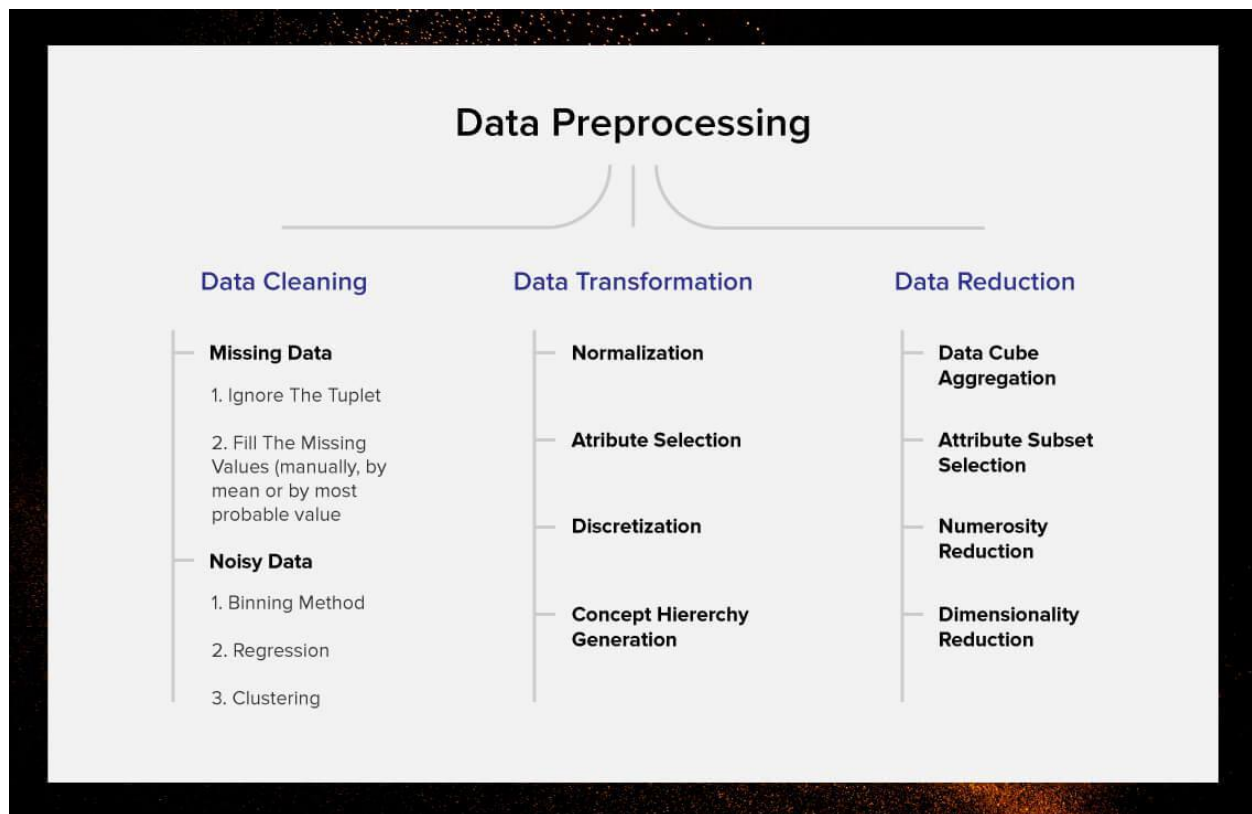 Data Preprocessing
Data Cleaning
Missing Data
1. Ignore The Tuplet
2. Fill The Missing
Values (manually, by
mean or by most
probable value
Noisy Data
1. Binning Method
2. Regression
3. Clustering
Data Transformation
Normalization
Atribute Selection
Discretization
Concept Hiererchy
Generation
Data Reduction
Data Cube
Aggregation
Attribute Subset
Selection
Numerosity
Reduction
Dimensionality
Reduction